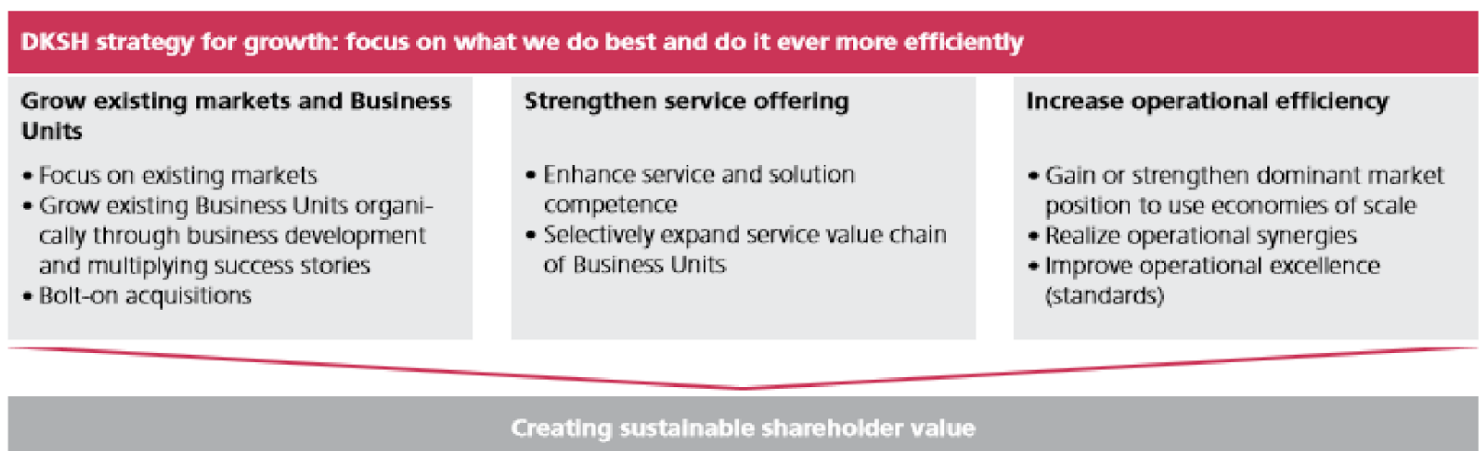 DKSH strategy for growth: focus on what we do best and do it ever more efficiently
Grow existing markets and Business
Units
• Focus on existing markets
• Grow existing Business Units organi-
cally through business development
and multiplying success stories
• Bolt-on acquisitions
Strengthen service offering
• Enhance service and solution
competence
• Selectively expand service value chain
of Business Units
Increase operational efficiency
• Gain or strengthen dominant market
position to use economies of scale
• Realize operational synergies
• Improve operational excellence
(standards)
Creating sustainable shareholder value